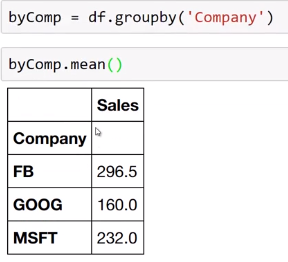 byComp = df.groupby('Company')
byComp.mean()
Sales
Company
FB 296.5
GOOG 160.0
MSFT 232.0